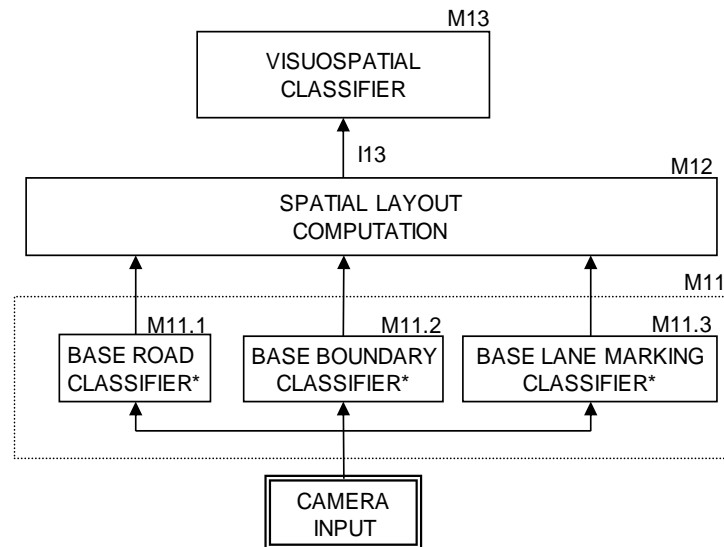 M13
VISUOSPATIAL
CLASSIFIER
I13
M12
SPATIAL LAYOUT
COMPUTATION
M11
M11.1
M11.2
M11.3
BASE ROAD
CLASSIFIER*
BASE BOUNDARY
CLASSIFIER*
BASE LANE MARKING
CLASSIFIER*
CAMERA
INPUT